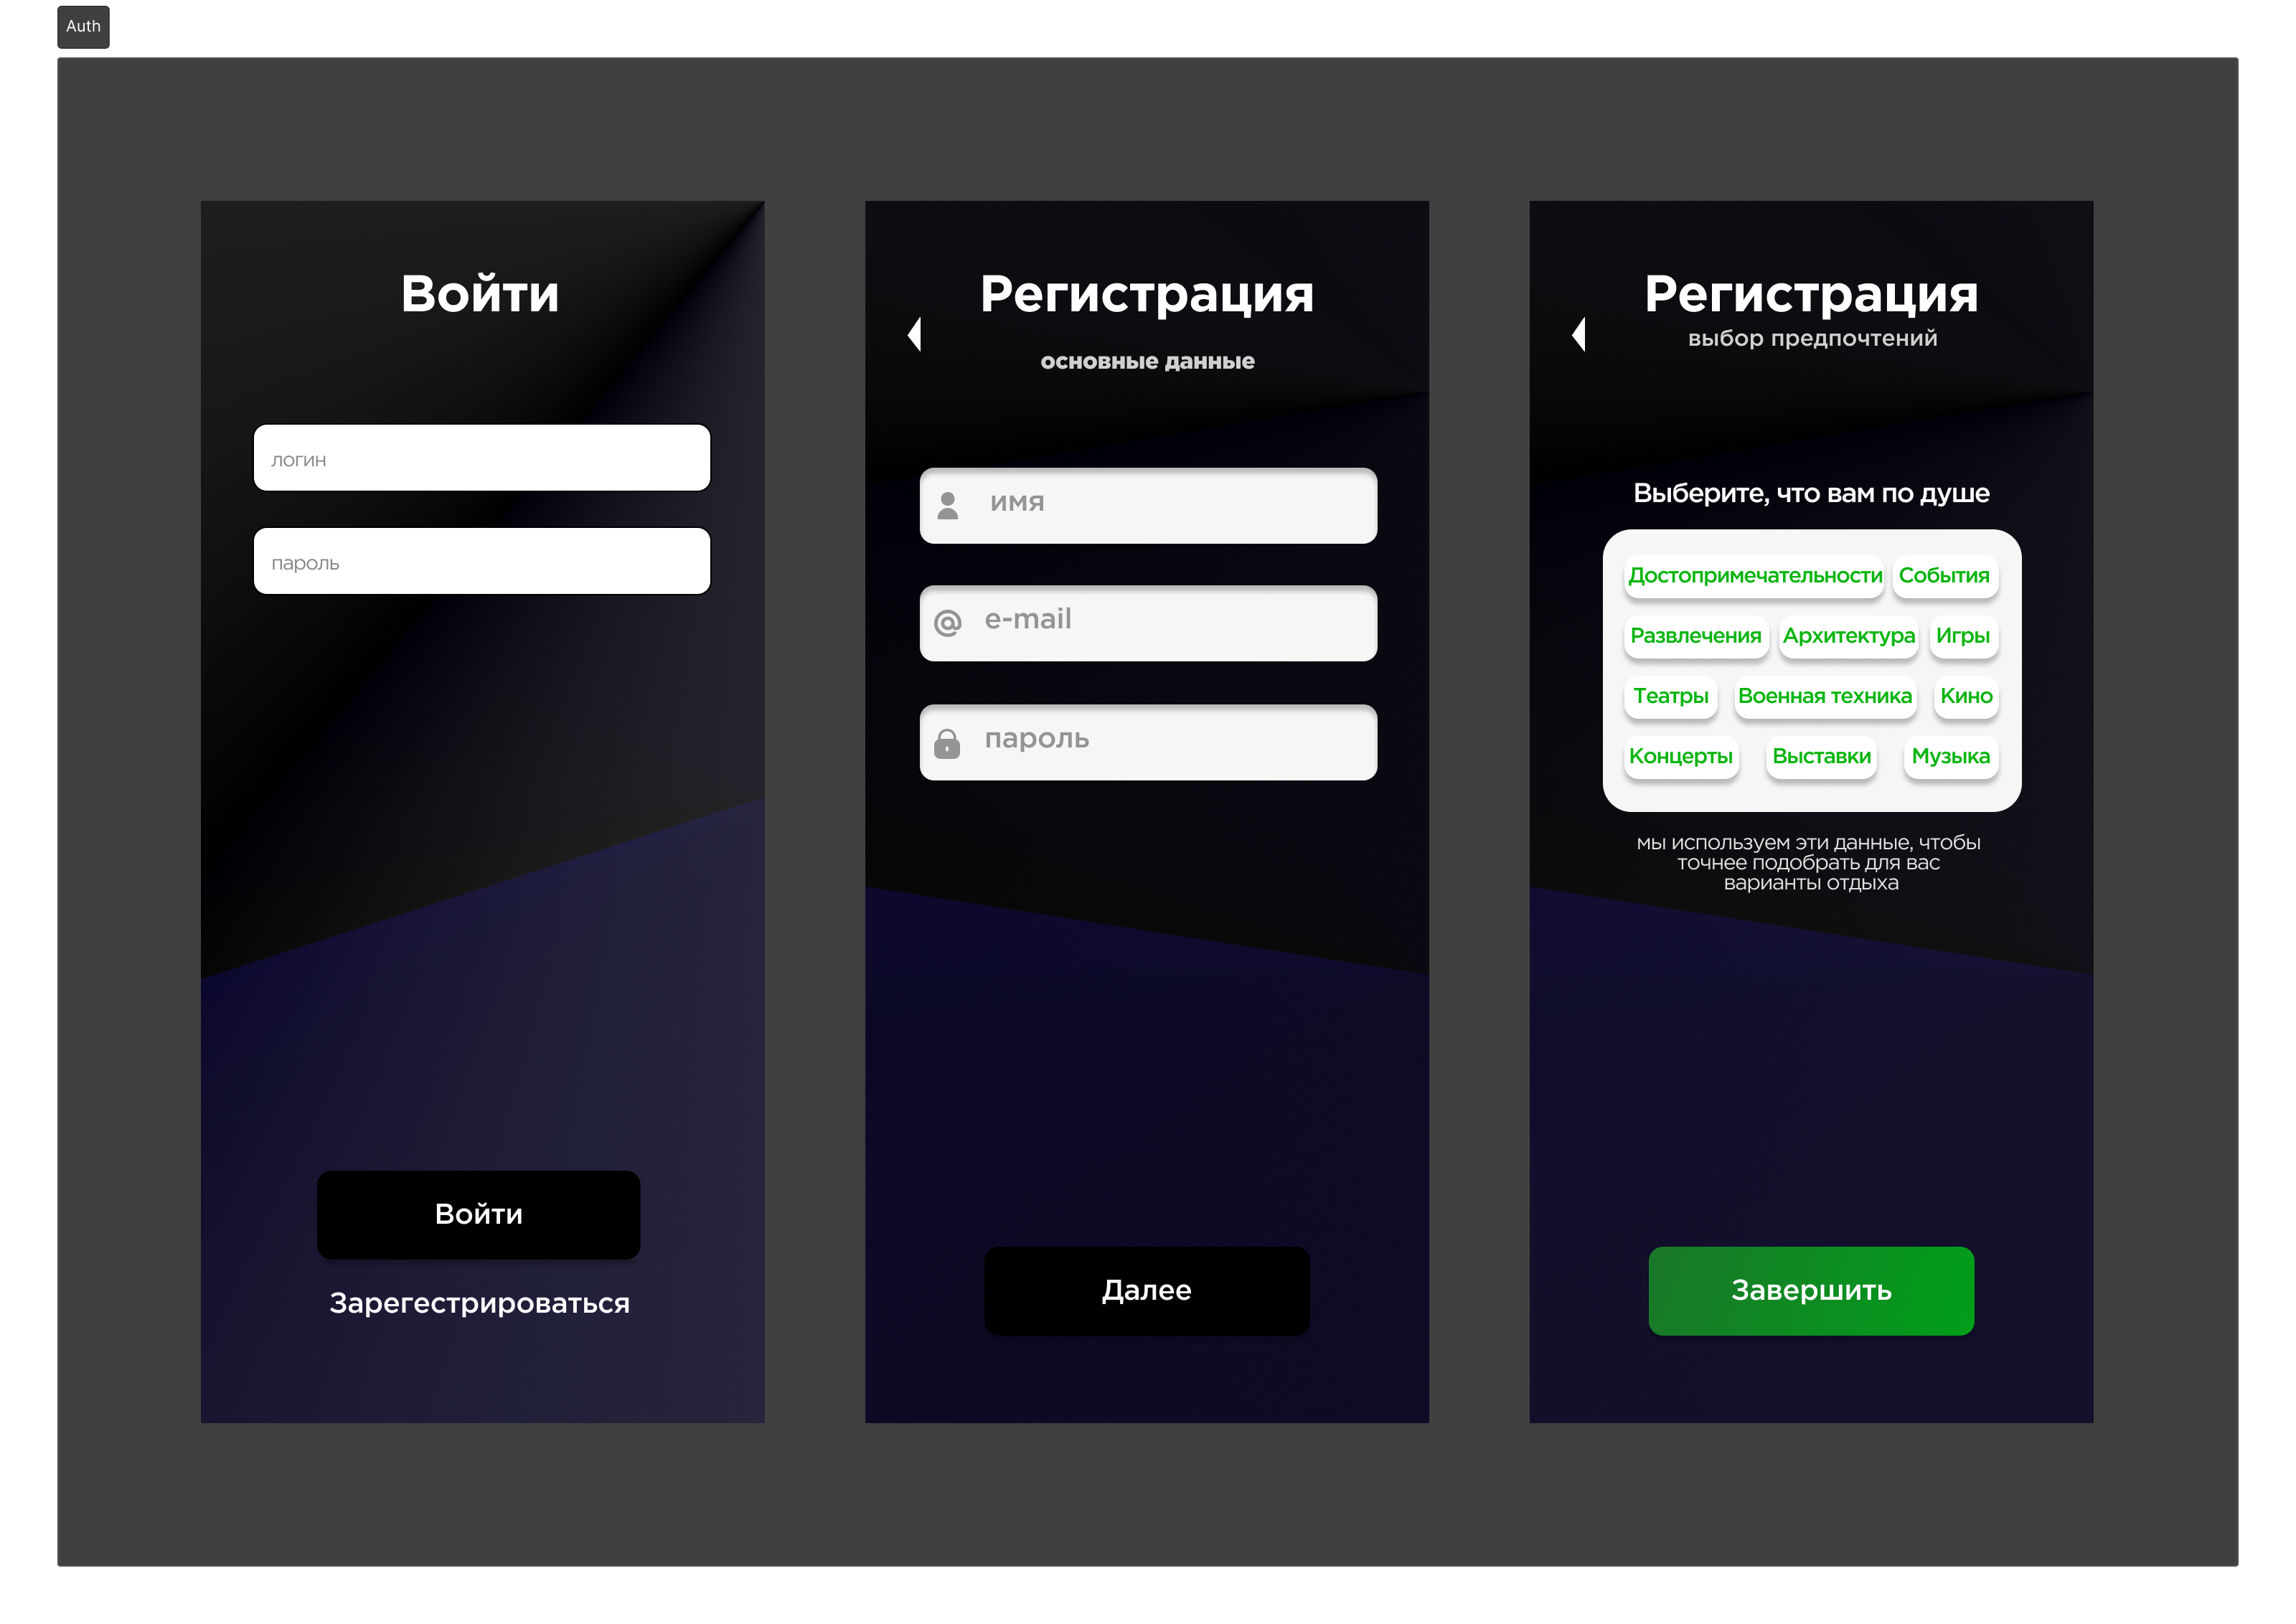 Auth
Войти
логин
пароль
Войти
Зарегестрироваться
Регистрация
основные данные
имя
e-mail
пароль
Далее
Регистрация
выбор предпочтений
Выберите, что вам по душе
Достопримечательности События
Развлечения Архитектура Игры
Театры Военная техника Кино
Концерты Выставки Музыка
мы используем эти данные, чтобы
точнее подобрать для вас
варианты отдыха
Завершить